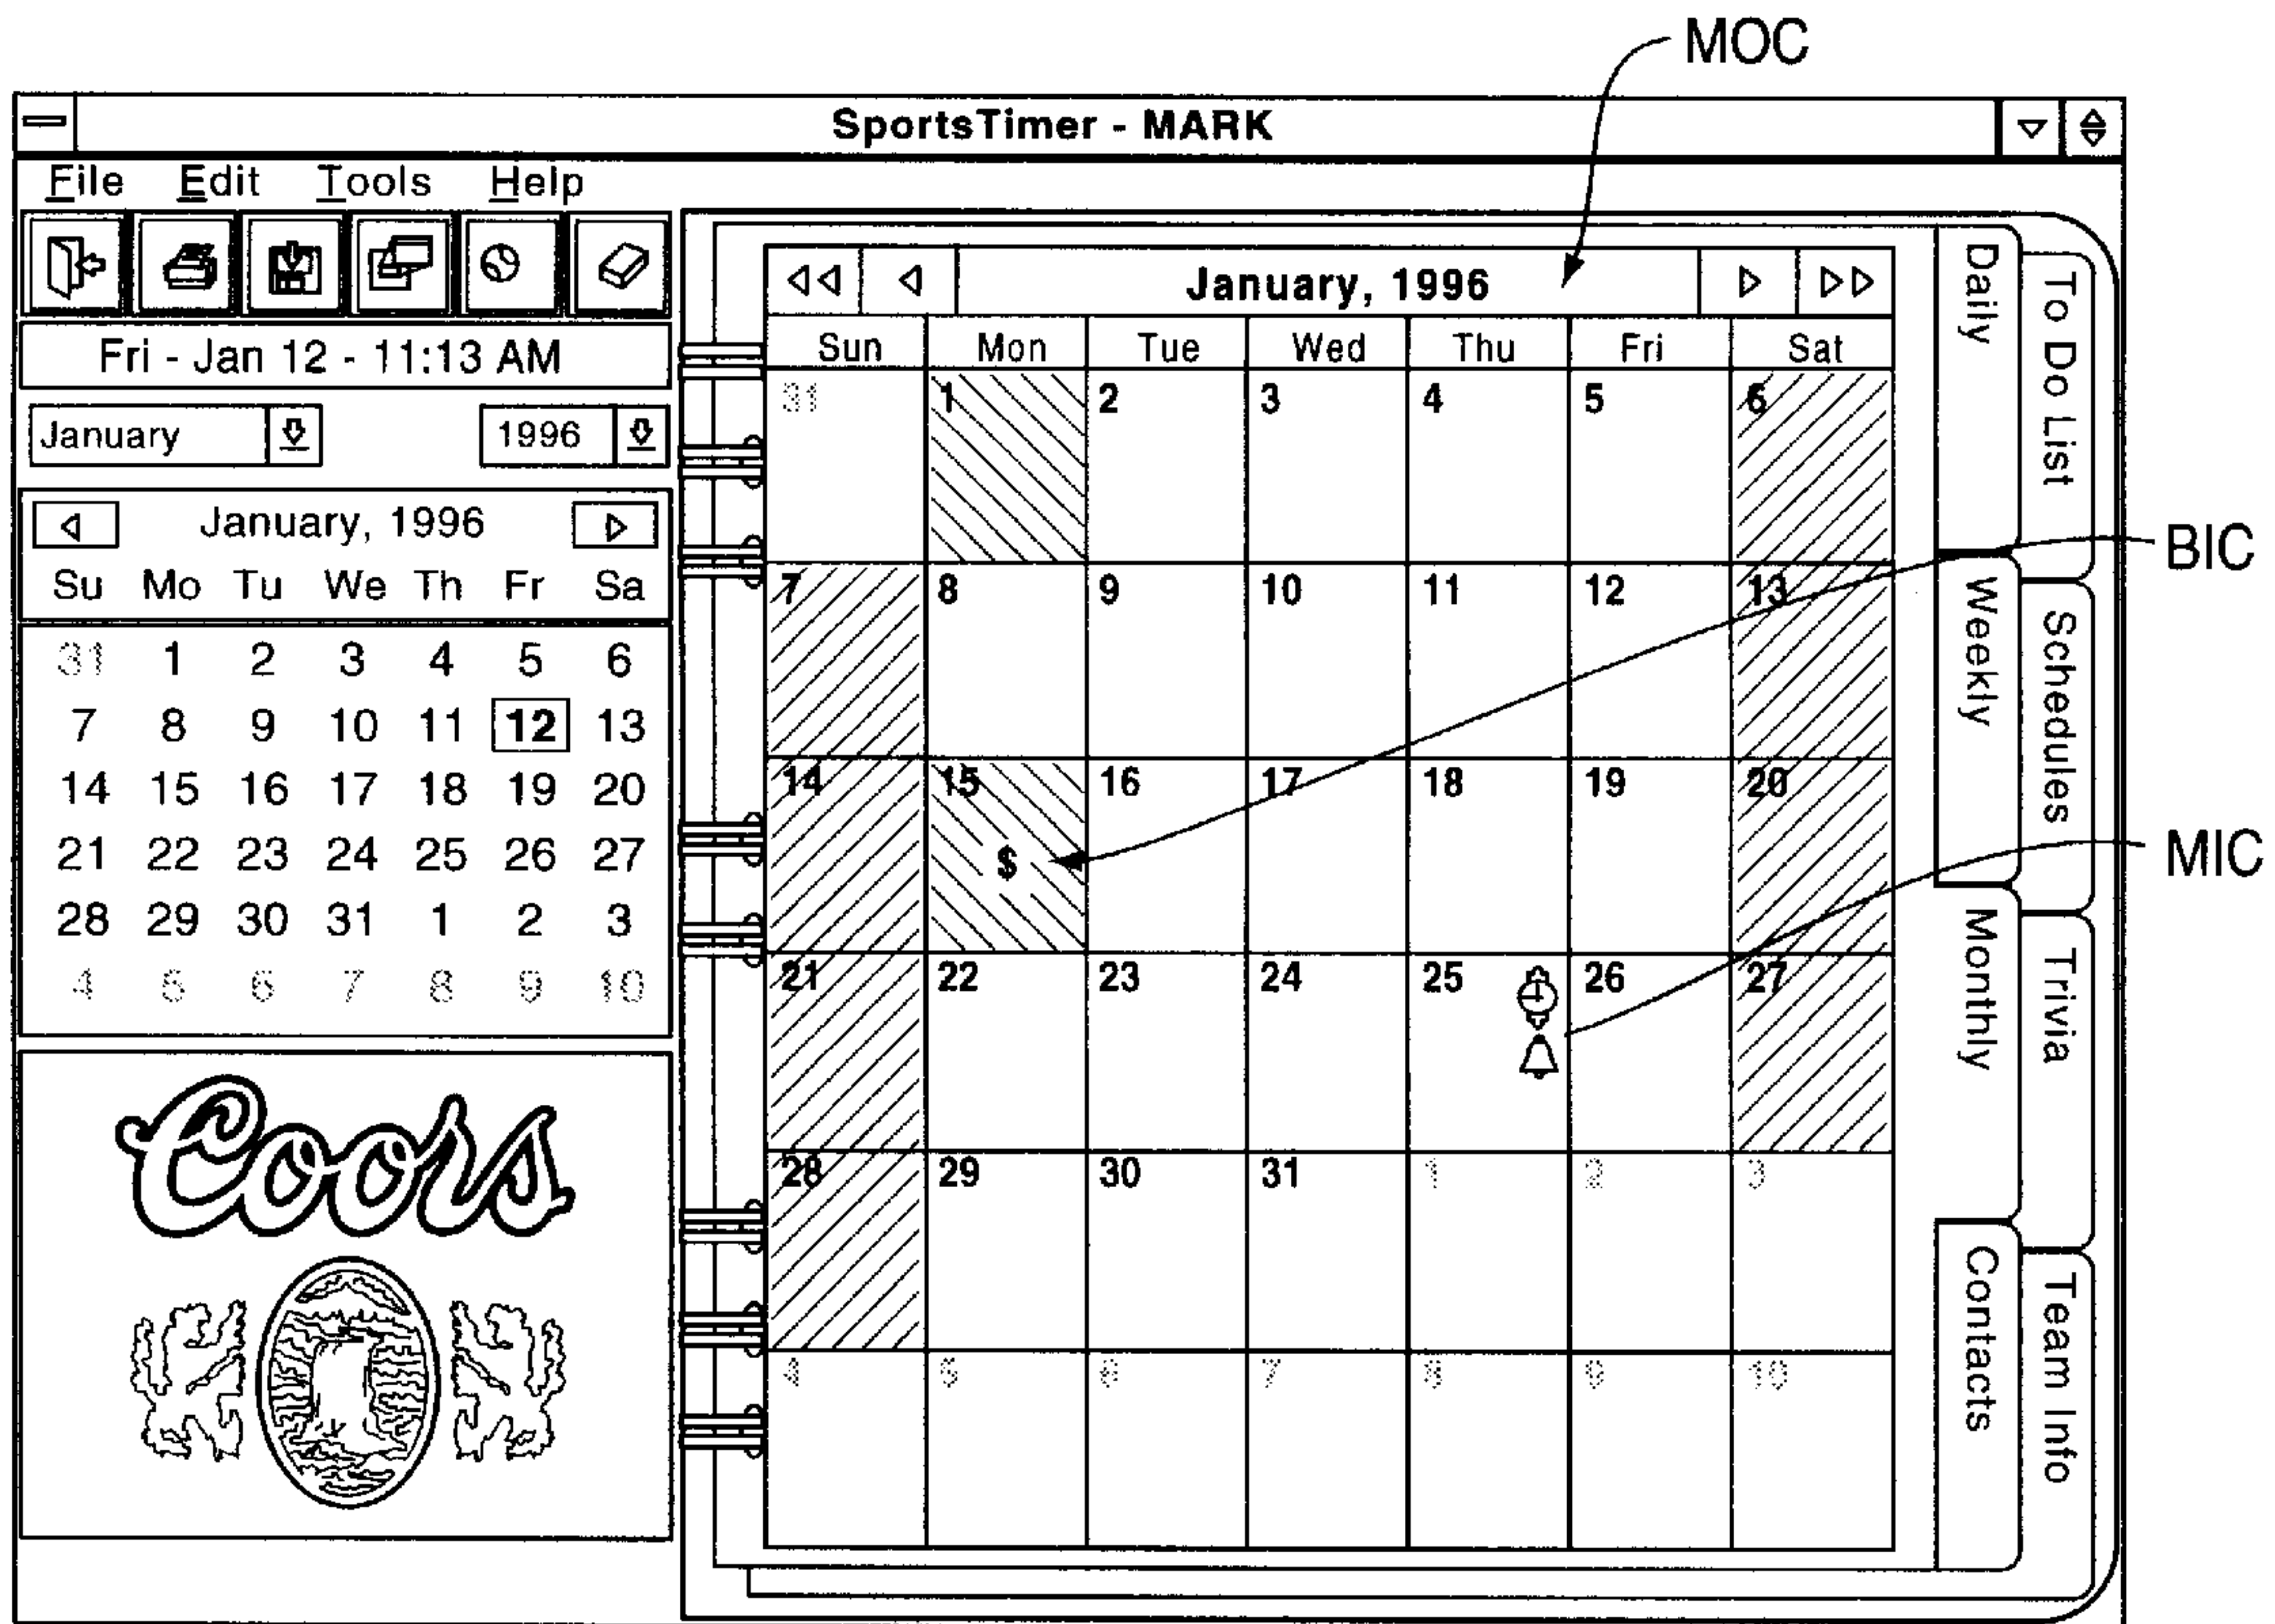 MOC
SportsTimer - MARK
File Edit Tools Help
Fri - Jan 12 - 11:13 AM
January 1996
January, 1996
Su Mo Tu We Th Fr Sa
31 1 2 3 4 5 6
7 8 9 10 11 12 13
14 15 16 17 18 19 20
21 22 23 24 25 26 27
28 29 30 31 1 2 3
4 5 6 7 8 9 10
Coors
January, 1996
Sun Mon Tue Wed Thu Fri Sat
31 1 2 3 4 5 6
7 8 9 10 11 12 13
14 15 16 17 18 19 20
$
21 22 23 24 25 26 27
28 29 30 31 1 2 3
4 5 6 7 8 9 10
Daily
Weekly
Monthly
Contacts
To Do List
Schedules
Trivia
Team Info
BIC
MIC